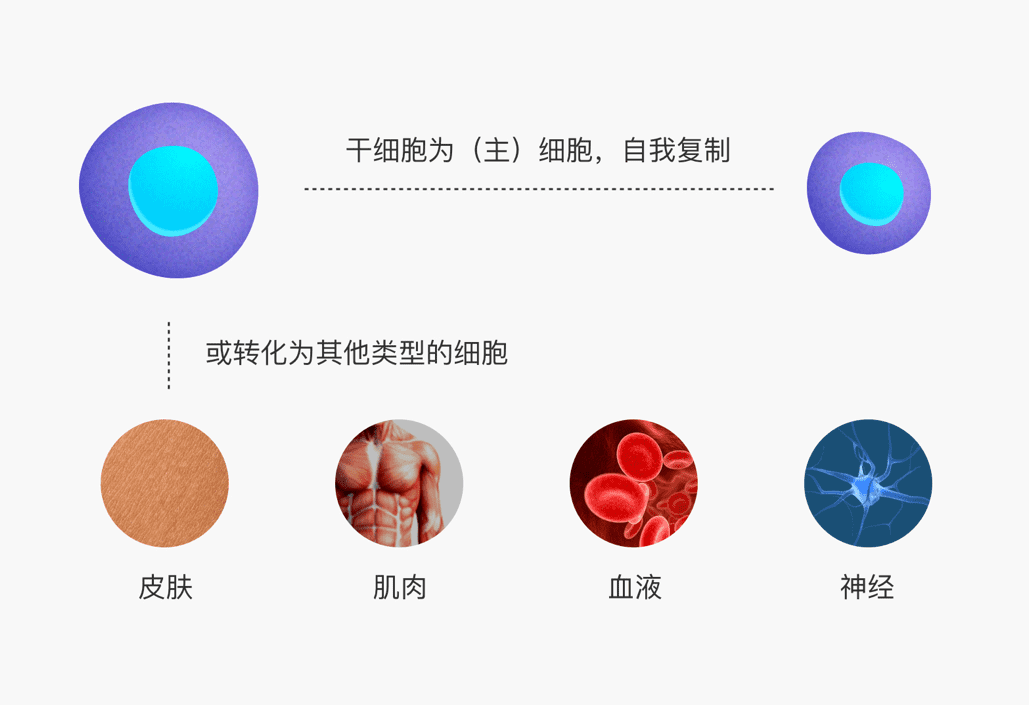 干细胞为（主）细胞，自我复制
或转化为其他类型的细胞
皮肤
肌肉
血液
神经